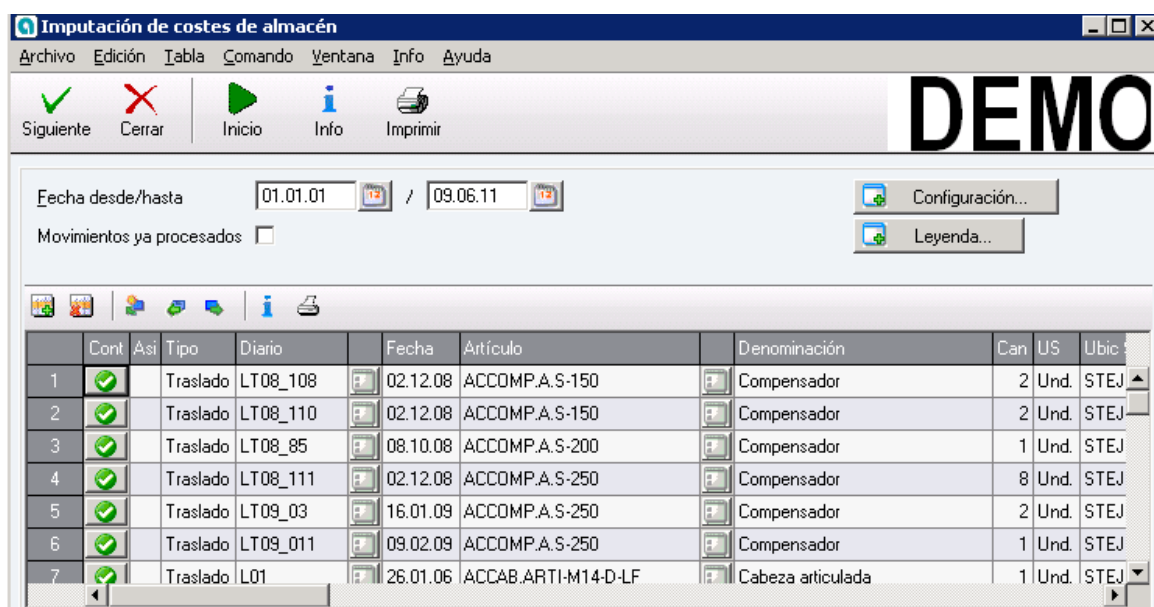 Imputación de costes de almacén
Archivo Edición Tabla Comando Ventana Info Ayuda
Siguiente Cerrar Inicio Info Imprimir
DEMO
Fecha desde/hasta 01.01.01 / 09.06.11 Configuración...
Movimientos ya procesados Leyenda...
Cont Asi Tipo Diario Fecha Artículo Denominación Can US Ubic
1 Traslado LT08_108 02.12.08 ACCOMP.A.S-150 Compensador 2 Und. STEJ
2 Traslado LT08_110 02.12.08 ACCOMP.A.S-150 Compensador 2 Und. STEJ
3 Traslado LT08_85 08.10.08 ACCOMP.A.S-200 Compensador 1 Und. STEJ
4 Traslado LT08_111 02.12.08 ACCOMP.A.S-250 Compensador 8 Und. STEJ
5 Traslado LT09_03 16.01.09 ACCOMP.A.S-250 Compensador 2 Und. STEJ
6 Traslado LT09_011 09.02.09 ACCOMP.A.S-250 Compensador 1 Und. STEJ
7 Traslado L01 26.01.06 ACCAB.ARTI-M14-D-LF Cabeza articulada 1 Und. STEJ